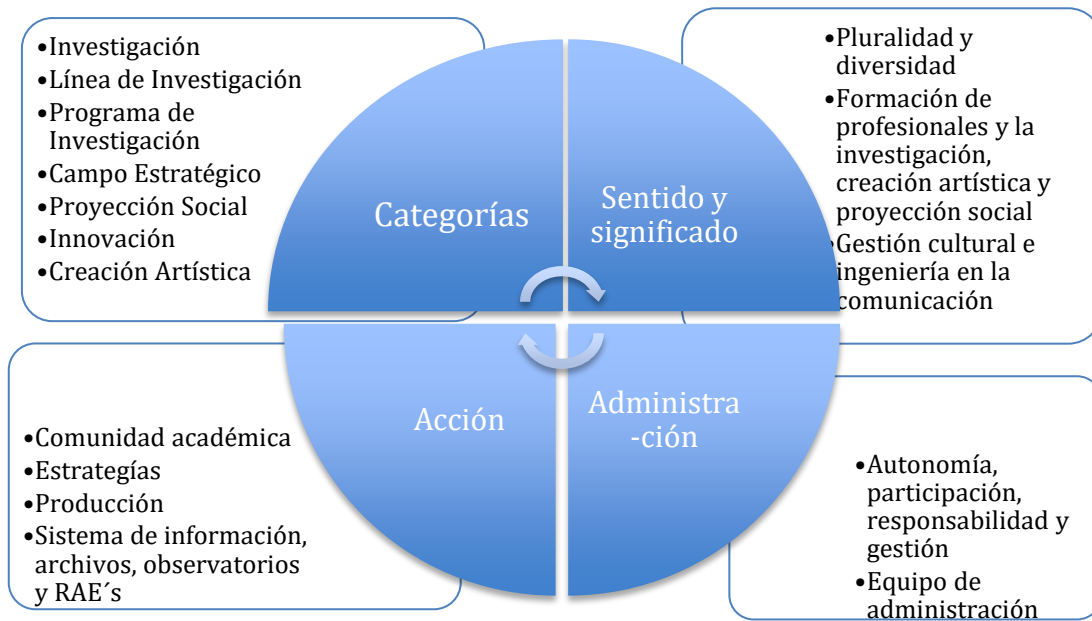 •Investigación
•Línea de Investigación
•Programa de
Investigación
•Campo Estratégico
•Proyección Social
•Innovación
•Creación Artística
Categorías
Sentido y
significado
•Pluralidad y
diversidad
•Formación de
profesionales y la
investigación,
creación artística y
proyección social
•Gestión cultural e
ingeniería en la
comunicación
•Comunidad académica
•Estrategías
•Producción
•Sistema de información,
archivos, observatorios
y RAE´s
Acción
Administra
-ción
•Autonomía,
participación,
responsabilidad y
gestión
•Equipo de
administración